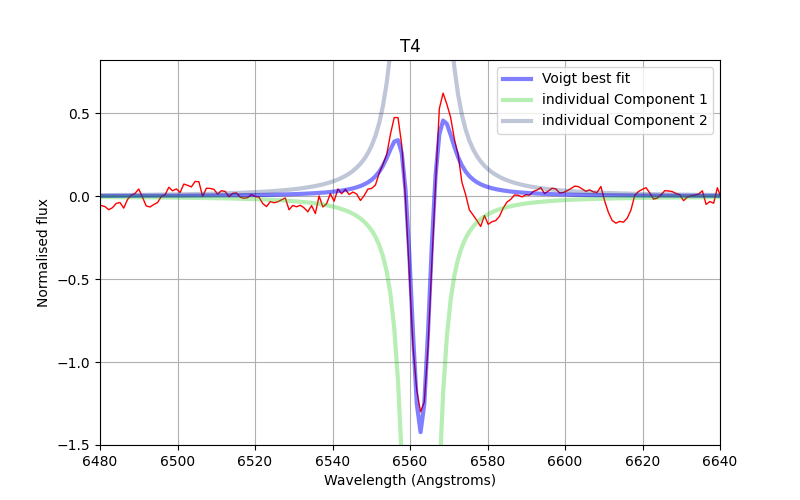 T4
Voigt best fit
individual Component 1
individual Component 2
Normalised flux
0.5
0.0
−0.5
−1.0
−1.5
6480 6500 6520 6540 6560 6580 6600 6620 6640
Wavelength (Angstroms)